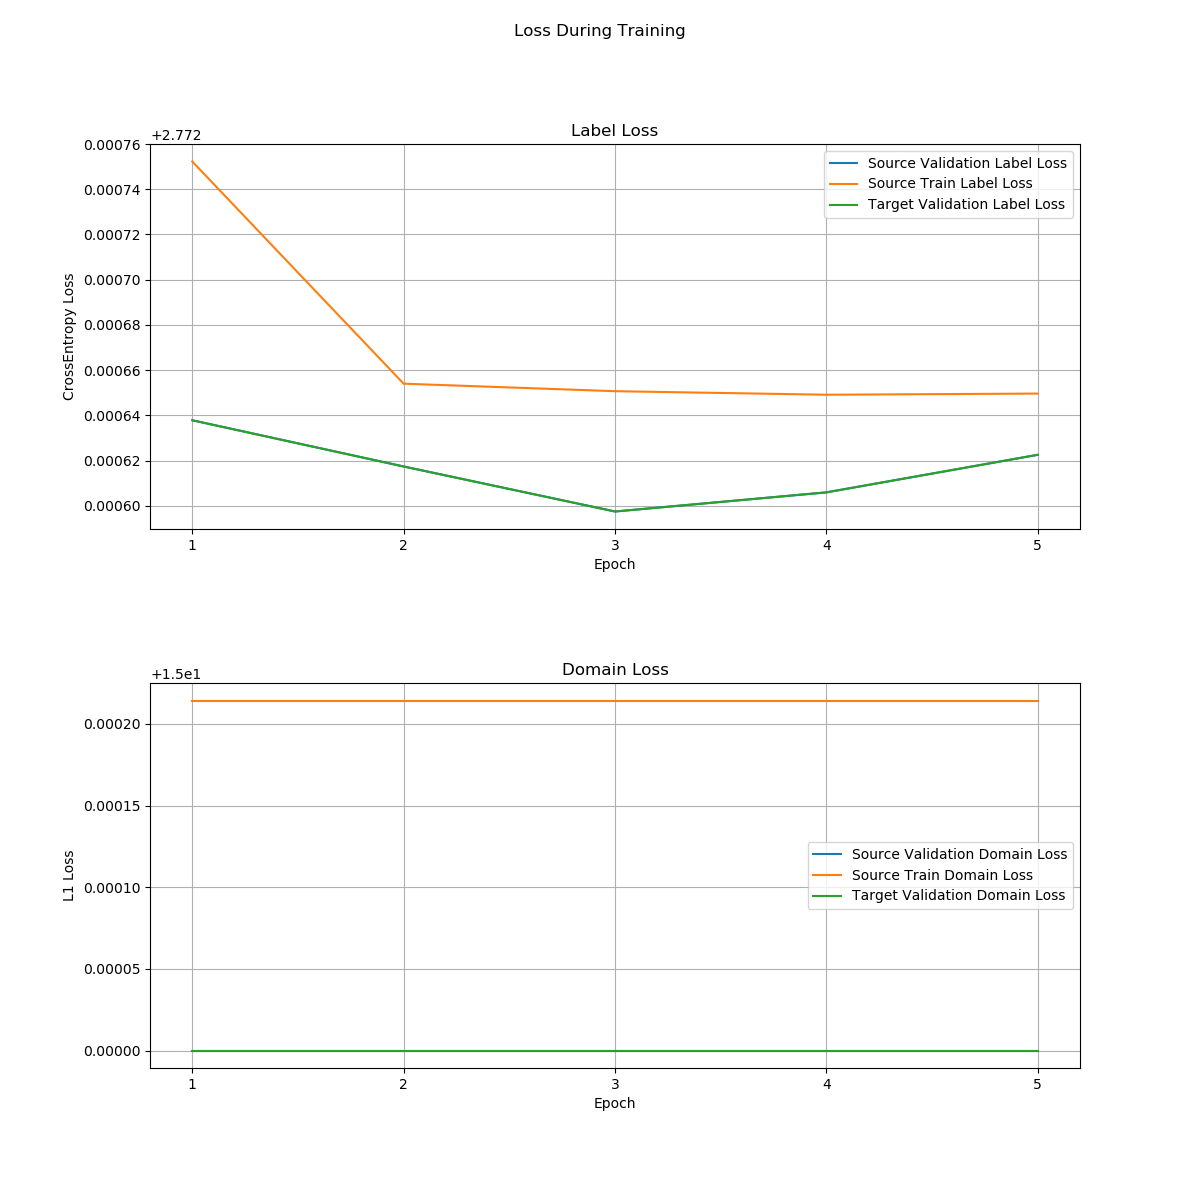 Loss During Training
Label Loss
+2.772
0.00076
0.00074
0.00072
0.00070
0.00068
0.00066
0.00064
0.00062
0.00060
CrossEntropy Loss
Source Validation Label Loss
Source Train Label Loss
Target Validation Label Loss
1 2 3 4 5
Epoch
Domain Loss
+1.5e1
0.00020
0.00015
0.00010
0.00005
0.00000
L1 Loss
Source Validation Domain Loss
Source Train Domain Loss
Target Validation Domain Loss
1 2 3 4 5
Epoch